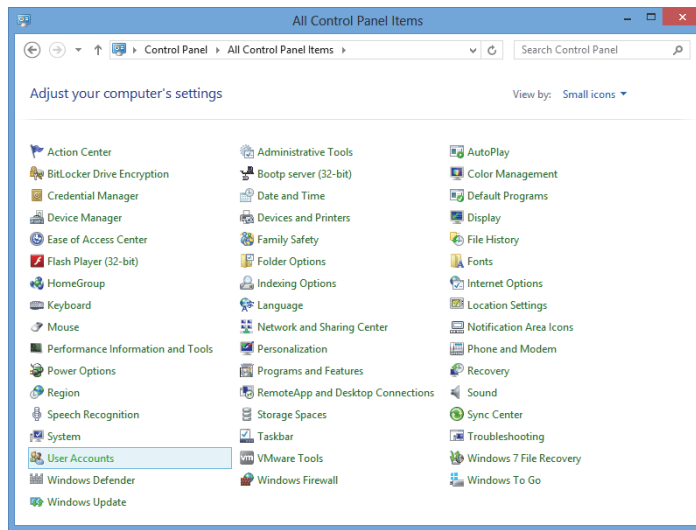 All Control Panel Items
Control Panel All Control Panel Items Search Control Panel
Adjust your computer's settings View by: Small icons
Action Center Administrative Tools AutoPlay
BitLocker Drive Encryption Bootp server (32-bit) Color Management
Credential Manager Date and Time Default Programs
Device Manager Devices and Printers Display
Ease of Access Center Family Safety File History
Flash Player (32-bit) Folder Options Fonts
HomeGroup Indexing Options Internet Options
Keyboard Language Location Settings
Mouse Network and Sharing Center Notification Area Icons
Performance Information and Tools Personalization Phone and Modem
Power Options Programs and Features Recovery
Region RemoteApp and Desktop Connections Sound
Speech Recognition Storage Spaces Sync Center
System Taskbar Troubleshooting
User Accounts VMware Tools Windows 7 File Recovery
Windows Defender Windows Firewall Windows To Go
Windows Update